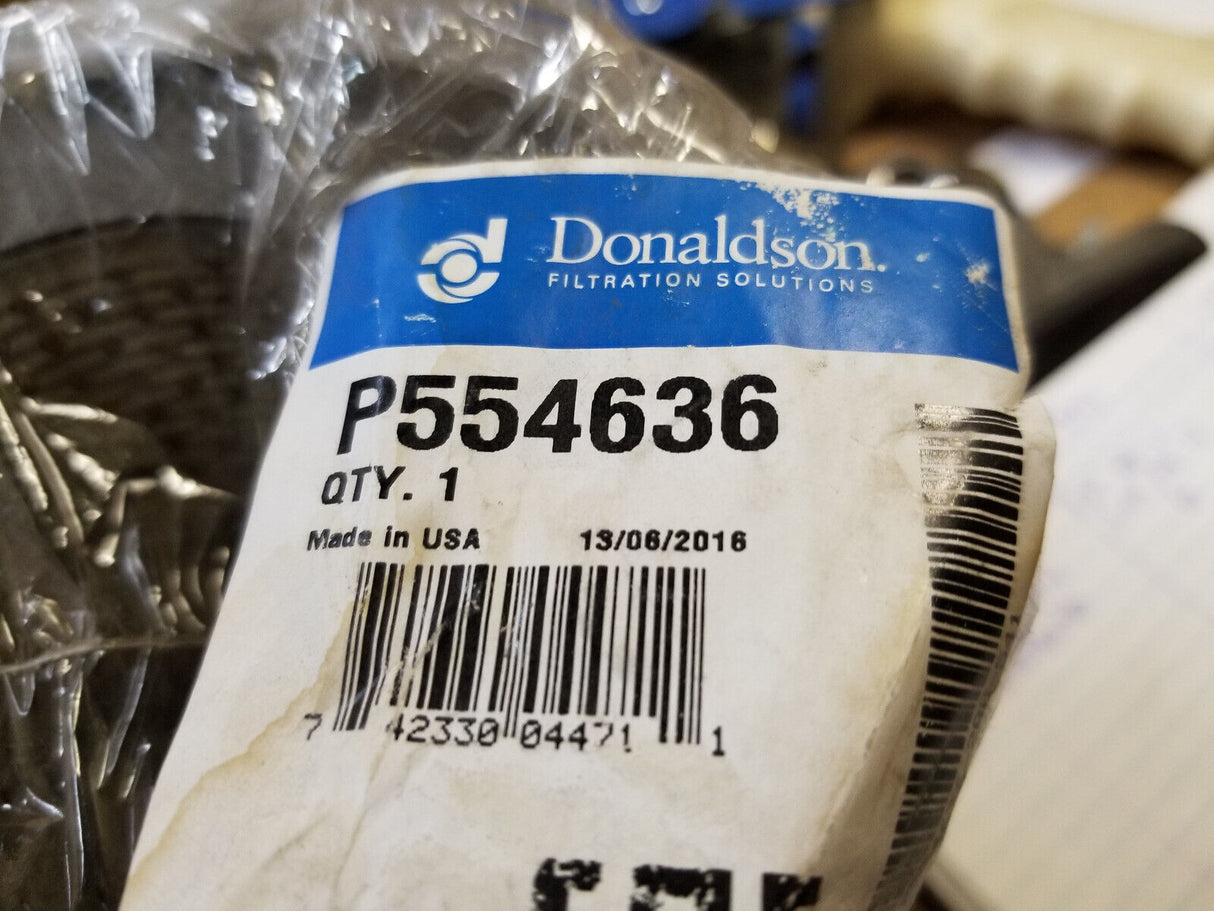 Donaldson.
FILTRATION SOLUTIONS
P554636
QTY. 1
Made in USA 13/06/2016
7 42330 04471 1